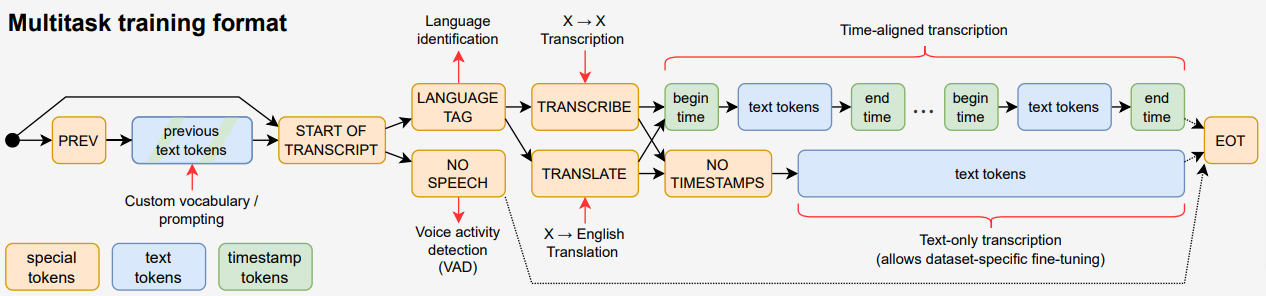 Multitask training format
Language
identification
X → X
Transcription
Time-aligned transcription
PREV
previous
text tokens
START OF
TRANSCRIPT
LANGUAGE
TAG
NO
SPEECH
TRANSCRIBE
TRANSLATE
begin
time
text tokens
end
time
...
begin
time
text tokens
end
time
NO
TIMESTAMPS
text tokens
EOT
Custom vocabulary /
prompting
Voice activity
detection
(VAD)
X → English
Translation
Text-only transcription
(allows dataset-specific fine-tuning)
special
tokens
text
tokens
timestamp
tokens